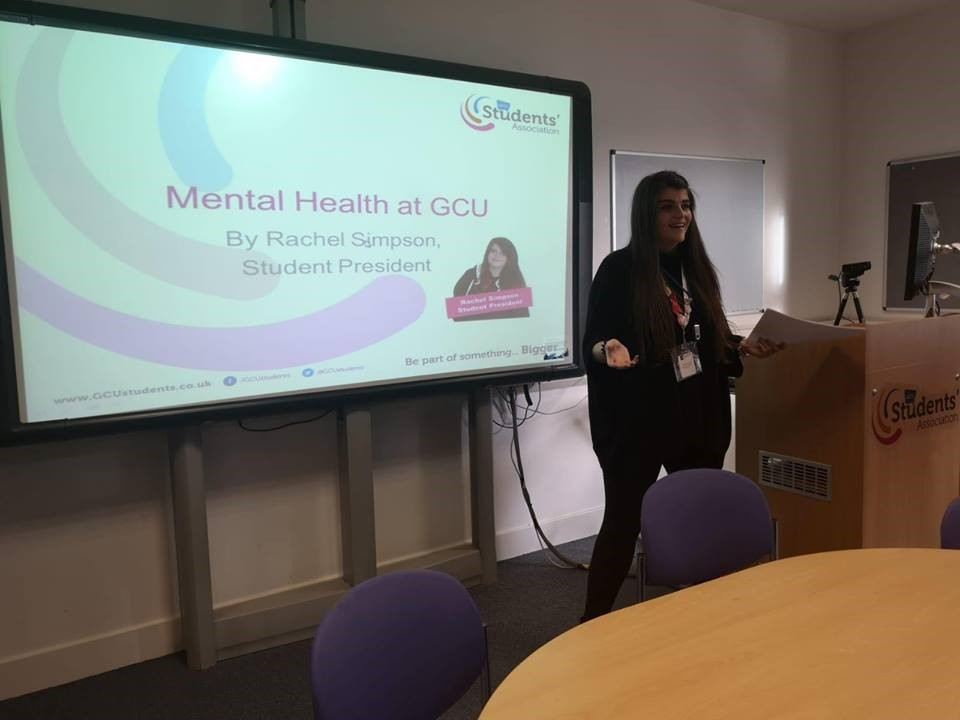 Students'
Association
Mental Health at GCU
By Rachel Simpson,
Student President
Rachel Simpson
Student President
Be part of something... Bigger
www.GCUstudents.co.uk /GCUstudents @GCUstudents
Students'
Association